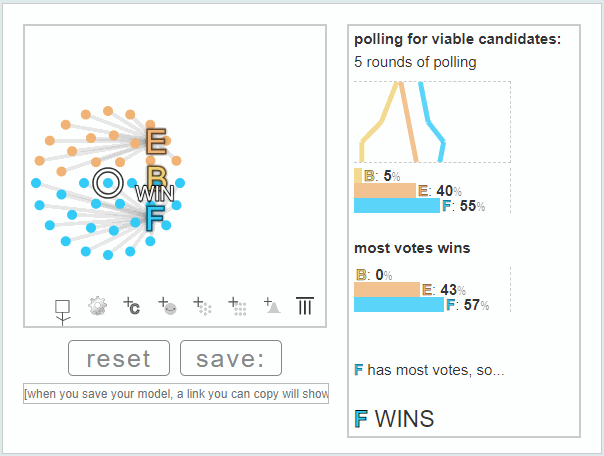 E
B
WIN
F
+C
+
+
+
+
reset
save:
[when you save your model, a link you can copy will show
polling for viable candidates:
5 rounds of polling
B: 5%
E: 40%
F: 55%
most votes wins
B: 0%
E: 43%
F: 57%
F has most votes, so...
F WINS